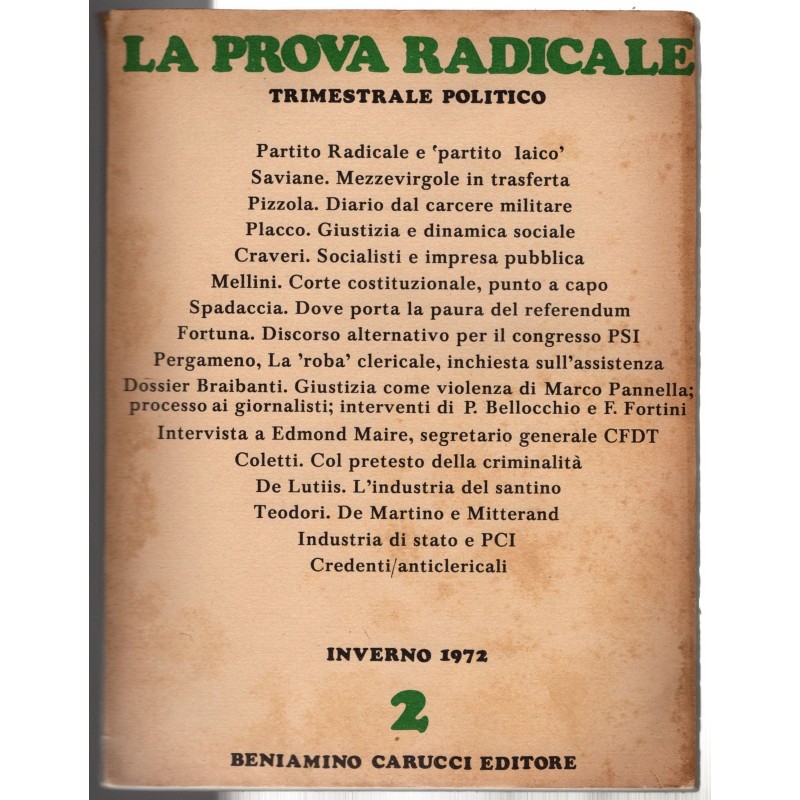 LA PROVA RADICALE
TRIMESTRALE POLITICO
Partito Radicale e 'partito laico'
Saviane. Mezzevirgole in trasferta
Pizzola. Diario dal carcere militare
Placco. Giustizia e dinamica sociale
Craveri. Socialisti e impresa pubblica
Mellini. Corte costituzionale, punto a capo
Spadaccia. Dove porta la paura del referendum
Fortuna. Discorso alternativo per il congresso PSI
Pergameno, La 'roba' clericale, inchiesta sull'assistenza
Dossier Braibanti. Giustizia come violenza di Marco Pannella;
processo ai giornalisti; interventi di P. Bellocchio e F. Fortini
Intervista a Edmond Maire, segretario generale CFDT
Coletti. Col pretesto della criminalità
De Lutiis. L'industria del santino
Teodori. De Martino e Mitterand
Industria di stato e PCI
Credenti/anticlericali
INVERNO 1972
2
BENIAMINO CARUCCI EDITORE